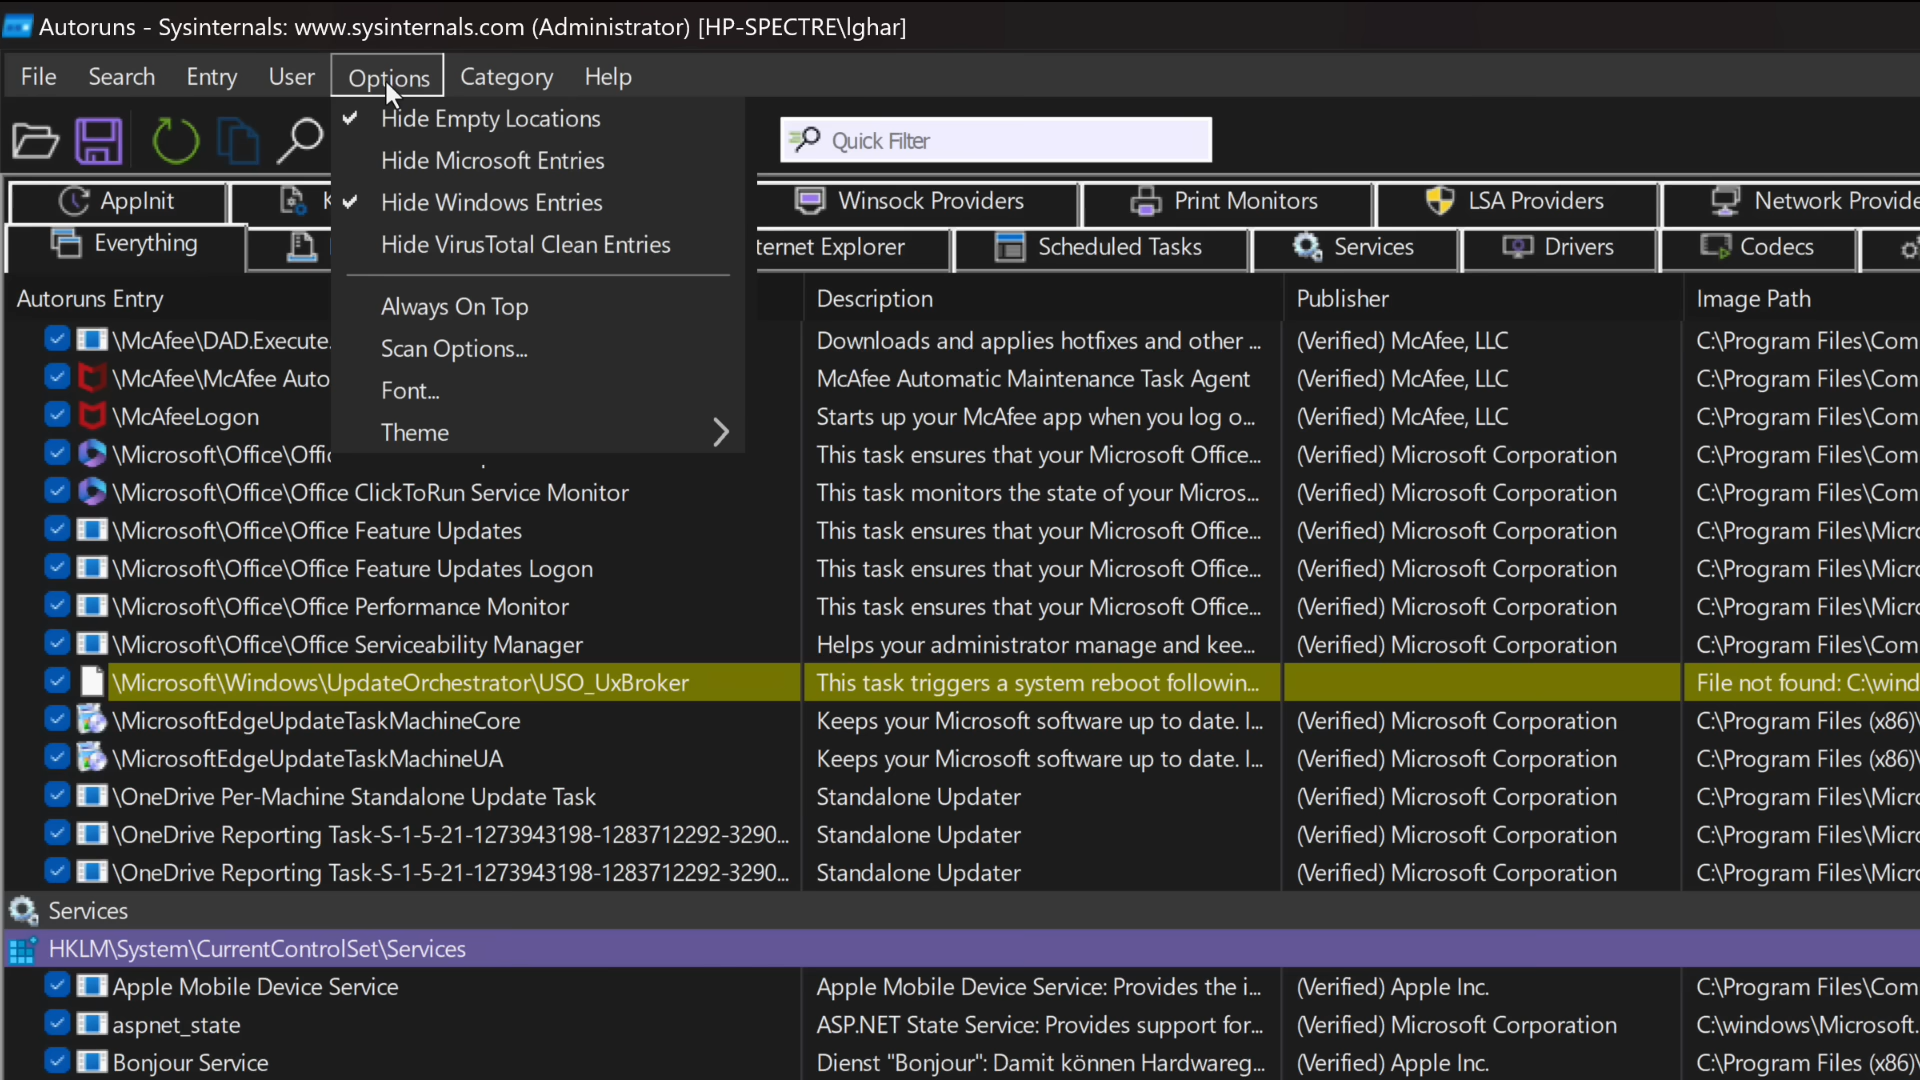 Autoruns - Sysinternals: www.sysinternals.com (Administrator) [HP-SPECTRE\lghar]
File Search Entry User Options Category Help
Hide Empty Locations
Hide Microsoft Entries
Hide Windows Entries
Hide VirusTotal Clean Entries
Always On Top
Scan Options...
Font...
Theme
Quick Filter
AppInit K Winsock Providers Print Monitors LSA Providers Network Provide
Everything ternet Explorer Scheduled Tasks Services Drivers Codecs
Autoruns Entry Description Publisher Image Path
\McAfee\DAD.Execute. Downloads and applies hotfixes and other ... (Verified) McAfee, LLC C:\Program Files\Com
\McAfee\McAfee Auto McAfee Automatic Maintenance Task Agent (Verified) McAfee, LLC C:\Program Files\Com
\McAfeeLogon Starts up your McAfee app when you log o... (Verified) McAfee, LLC C:\Program Files\Com
\Microsoft\Office\Offi This task ensures that your Microsoft Office... (Verified) Microsoft Corporation C:\Program Files\Com
\Microsoft\Office\Office ClickToRun Service Monitor This task monitors the state of your Micros... (Verified) Microsoft Corporation C:\Program Files\Com
\Microsoft\Office\Office Feature Updates This task ensures that your Microsoft Office... (Verified) Microsoft Corporation C:\Program Files\Micro
\Microsoft\Office\Office Feature Updates Logon This task ensures that your Microsoft Office... (Verified) Microsoft Corporation C:\Program Files\Micro
\Microsoft\Office\Office Performance Monitor This task ensures that your Microsoft Office... (Verified) Microsoft Corporation C:\Program Files\Micro
\Microsoft\Office\Office Serviceability Manager Helps your administrator manage and kee... (Verified) Microsoft Corporation C:\Program Files\Com
\Microsoft\Windows\UpdateOrchestrator\USO_UxBroker This task triggers a system reboot followin... File not found: C:\wind
\MicrosoftEdgeUpdateTaskMachineCore Keeps your Microsoft software up to date. I... (Verified) Microsoft Corporation C:\Program Files (x86)\
\MicrosoftEdgeUpdateTaskMachineUA Keeps your Microsoft software up to date. I... (Verified) Microsoft Corporation C:\Program Files (x86)\
\OneDrive Per-Machine Standalone Update Task Standalone Updater (Verified) Microsoft Corporation C:\Program Files\Micro
\OneDrive Reporting Task-S-1-5-21-1273943198-1283712292-3290... Standalone Updater (Verified) Microsoft Corporation C:\Program Files\Micro
\OneDrive Reporting Task-S-1-5-21-1273943198-1283712292-3290... Standalone Updater (Verified) Microsoft Corporation C:\Program Files\Micro
Services
HKLM\System\CurrentControlSet\Services
Apple Mobile Device Service Apple Mobile Device Service: Provides the i... (Verified) Apple Inc. C:\Program Files\Com
aspnet_state ASP.NET State Service: Provides support for... (Verified) Microsoft Corporation C:\windows\Microsoft.
Bonjour Service Dienst "Bonjour": Damit können Hardwareg... (Verified) Apple Inc. C:\Program Files (x86)\